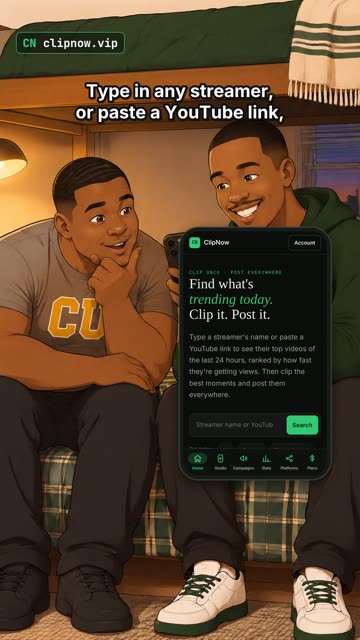 CN clipnow.vip
Type in any streamer,
or paste a YouTube link,
CU
CN ClipNow
Account
CLIP ONCE · POST EVERYWHERE
Find what's
trending today.
Clip it. Post it.
Type a streamer's name or paste a
YouTube link to see their top videos of
the last 24 hours, ranked by how fast
they're getting views. Then clip the
best moments and post them
everywhere.
Streamer name or YouTub
Search
Home Studio Campaigns Stats Platforms Plans